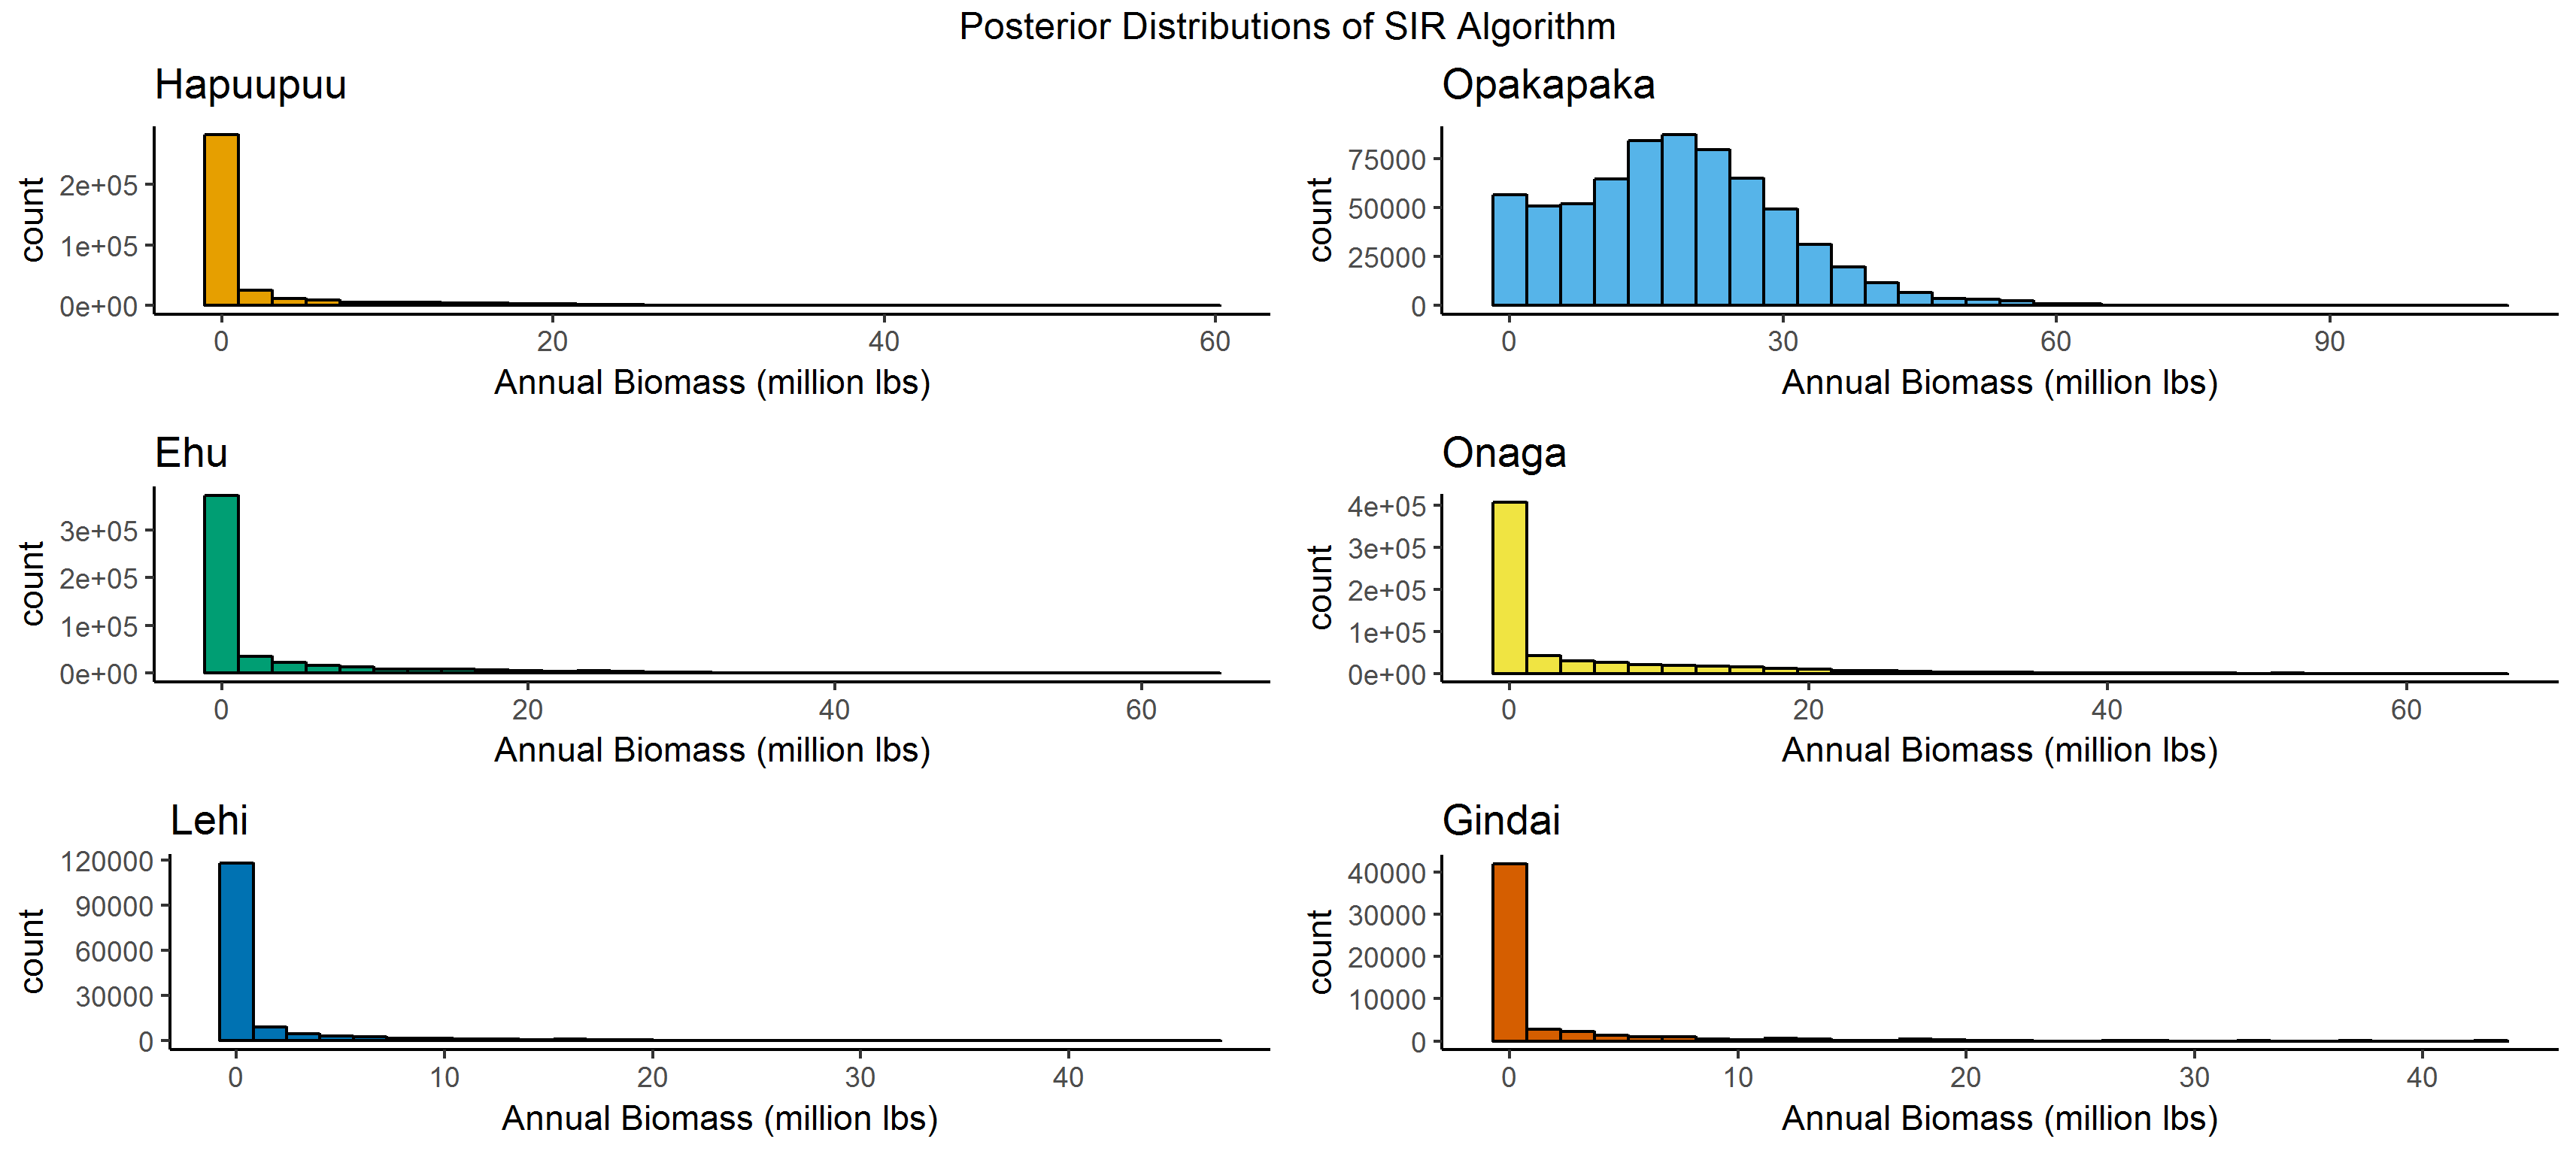 Posterior Distributions of SIR Algorithm
Hapuupuu
count
2e+05
1e+05
0e+00
0 20 40 60
Annual Biomass (million lbs)
Opakapaka
count
75000
50000
25000
0
0 30 60 90
Annual Biomass (million lbs)
Ehu
count
3e+05
2e+05
1e+05
0e+00
0 20 40 60
Annual Biomass (million lbs)
Onaga
count
4e+05
3e+05
2e+05
1e+05
0e+00
0 20 40 60
Annual Biomass (million lbs)
Lehi
count
120000
90000
60000
30000
0
0 10 20 30 40
Annual Biomass (million lbs)
Gindai
count
40000
30000
20000
10000
0
0 10 20 30 40
Annual Biomass (million lbs)